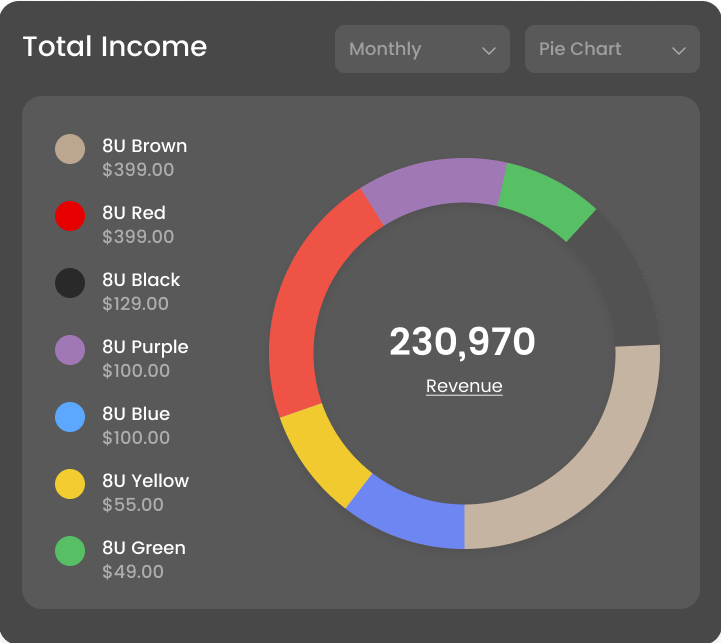 Total Income
Monthly
Pie Chart
8U Brown
$399.00
8U Red
$399.00
8U Black
$129.00
8U Purple
$100.00
8U Blue
$100.00
8U Yellow
$55.00
8U Green
$49.00
230,970
Revenue